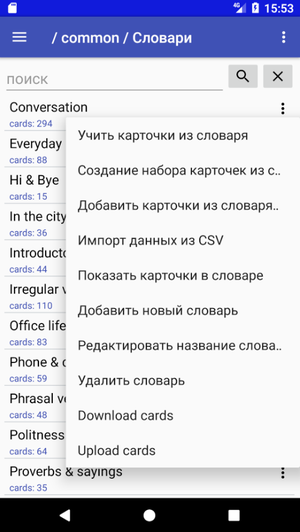 4G 15:53
/ common / Словари
поиск
Conversation
cards: 294
Everyday
cards: 88
Hi & Bye
cards: 15
In the city
cards: 36
Introducto
cards: 44
Irregular v
cards: 110
Office life
cards: 83
Phone & c
cards: 59
Phrasal ve
cards: 48
Politness
cards: 64
Proverbs & sayings
cards: 35
Учить карточки из словаря
Создание набора карточек из с..
Добавить карточки из словаря..
Импорт данных из CSV
Показать карточки в словаре
Добавить новый словарь
Редактировать название слова..
Удалить словарь
Download cards
Upload cards